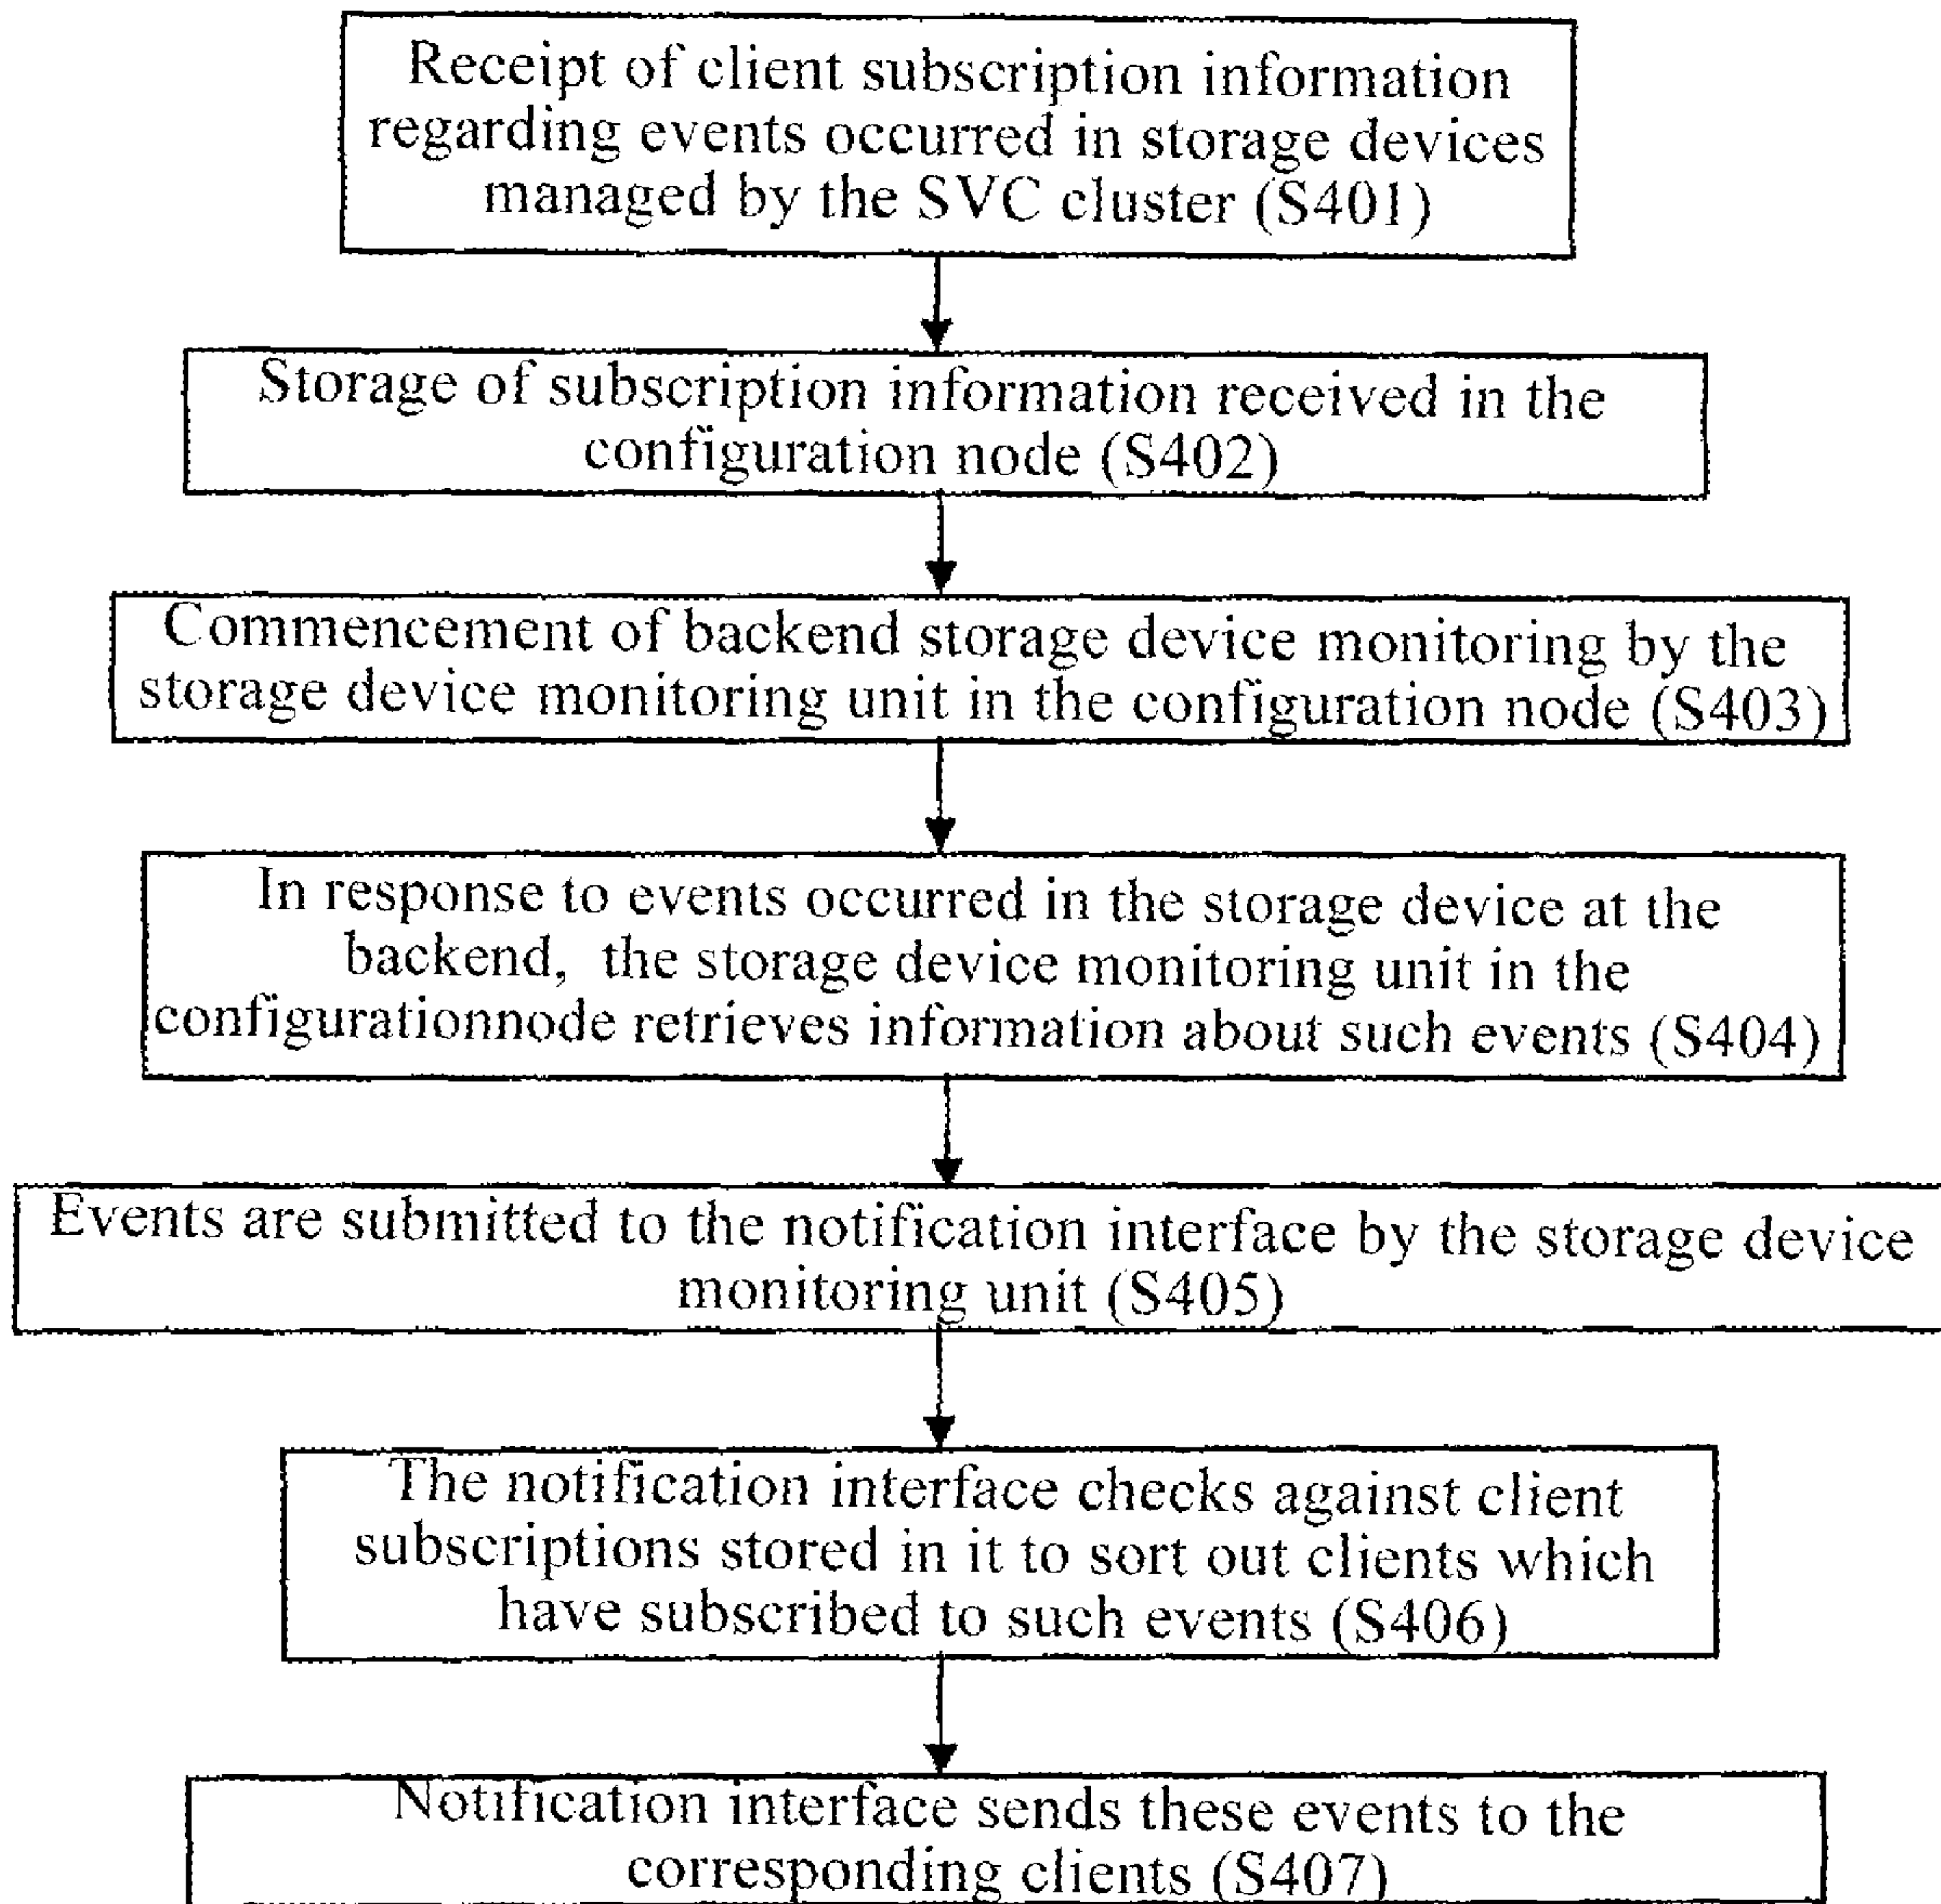 Receipt of client subscription information
regarding events occurred in storage devices
managed by the SVC cluster (S401)
Storage of subscription information received in the
configuration node (S402)
Commencement of backend storage device monitoring by the
storage device monitoring unit in the configuration node (S403)
In response to events occurred in the storage device at the
backend, the storage device monitoring unit in the
configurationnode retrieves information about such events (S404)
Events are submitted to the notification interface by the storage device
monitoring unit (S405)
The notification interface checks against client
subscriptions stored in it to sort out clients which
have subscribed to such events (S406)
Notification interface sends these events to the
corresponding clients (S407)